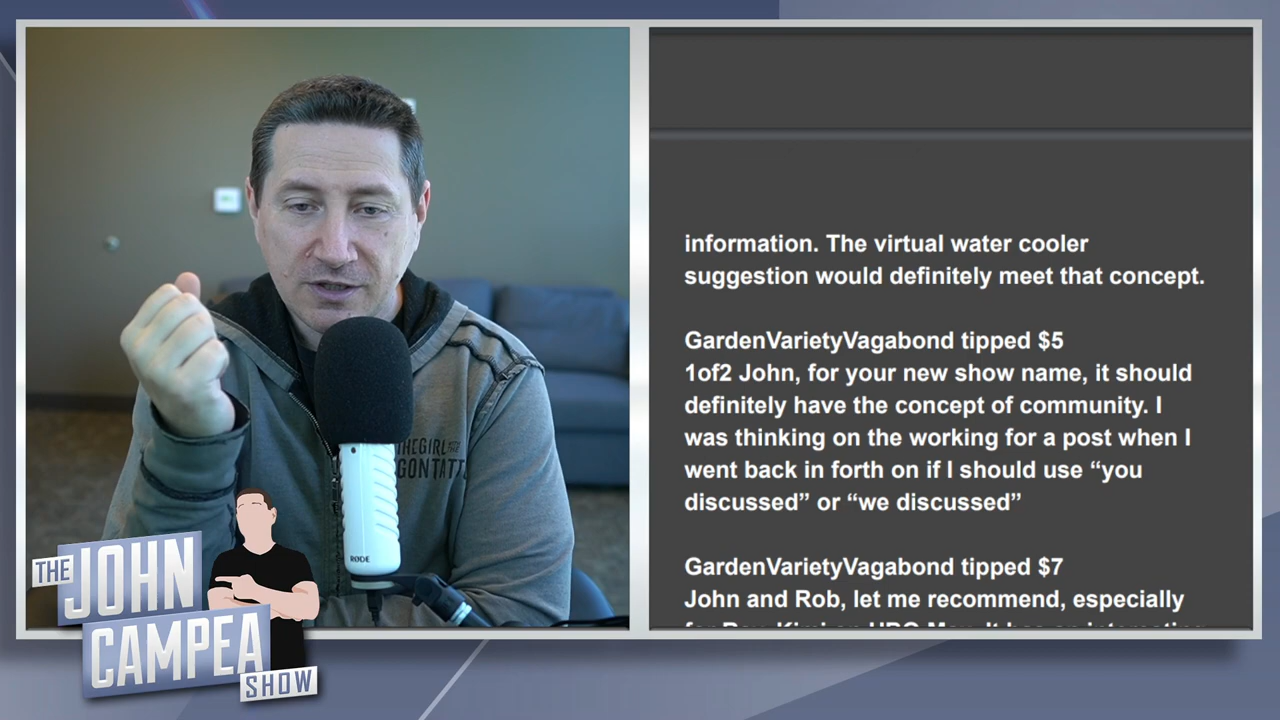 THEGIRL
RØDE
THE
JOHN
CAMPEA
SHOW
information. The virtual water cooler
suggestion would definitely meet that concept.
GardenVarietyVagabond tipped $5
1of2 John, for your new show name, it should
definitely have the concept of community. I
was thinking on the working for a post when I
went back in forth on if I should use “you
discussed” or “we discussed”
GardenVarietyVagabond tipped $7
John and Rob, let me recommend, especially